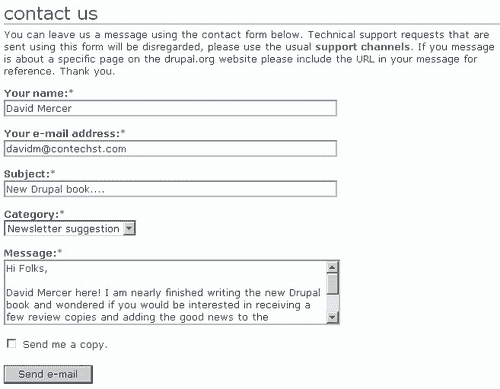 contact us
You can leave us a message using the contact form below. Technical support requests that are
sent using this form will be disregarded, please use the usual support channels. If you message
is about a specific page on the drupal.org website please include the URL in your message for
reference. Thank you.
Your name:*
David Mercer
Your e-mail address:*
davidm@contechst.com
Subject:*
New Drupal book....
Category:*
Newsletter suggestion
Message:*
Hi Folks,
David Mercer here! I am nearly finished writing the new Drupal
book and wondered if you would be interested in receiving a
few review copies and adding the good news to the
Send me a copy.
Send e-mail